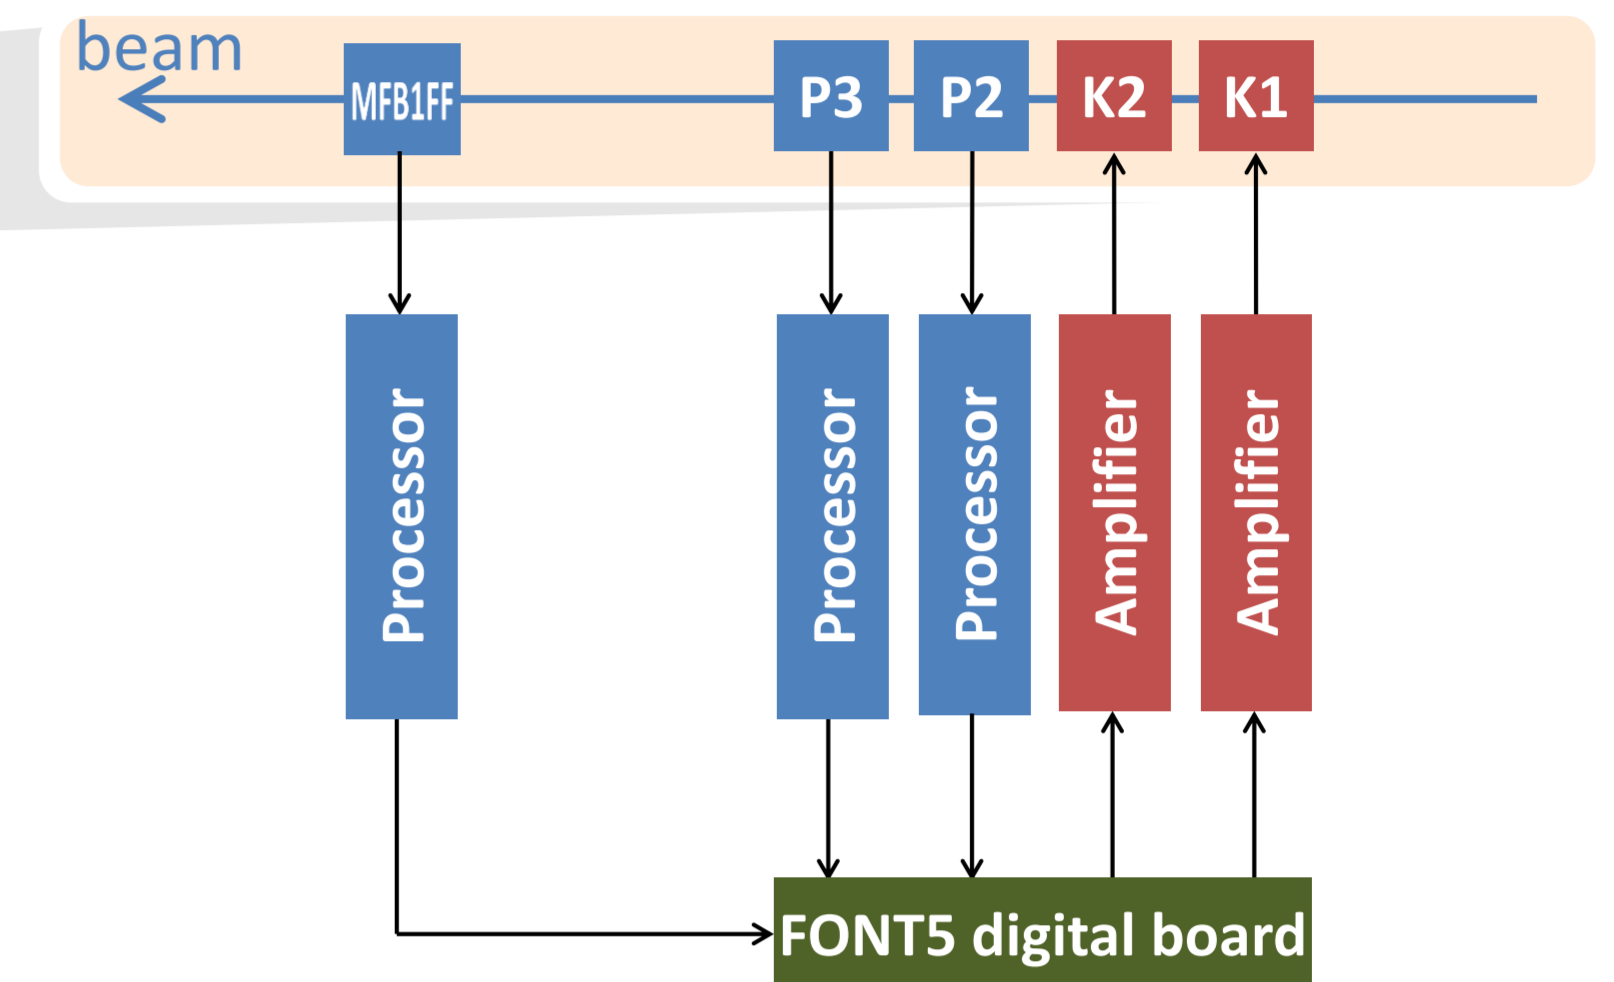 beam
MFB1FF
P3
P2
K2
K1
Processor
Processor
Processor
Amplifier
Amplifier
FONT5 digital board